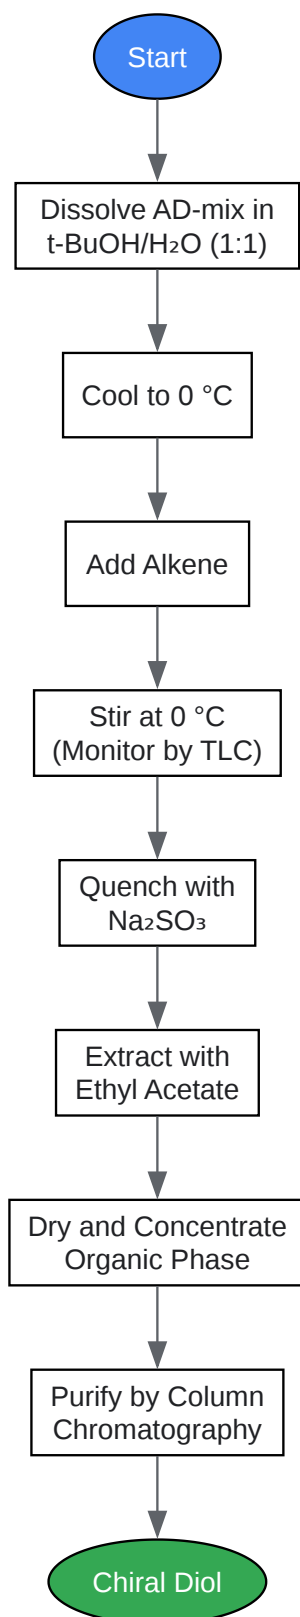 Start
Dissolve AD-mix in
t-BuOH/H₂O (1:1)
Cool to 0 °C
Add Alkene
Stir at 0 °C
(Monitor by TLC)
Quench with
Na₂SO₃
Extract with
Ethyl Acetate
Dry and Concentrate
Organic Phase
Purify by Column
Chromatography
Chiral Diol